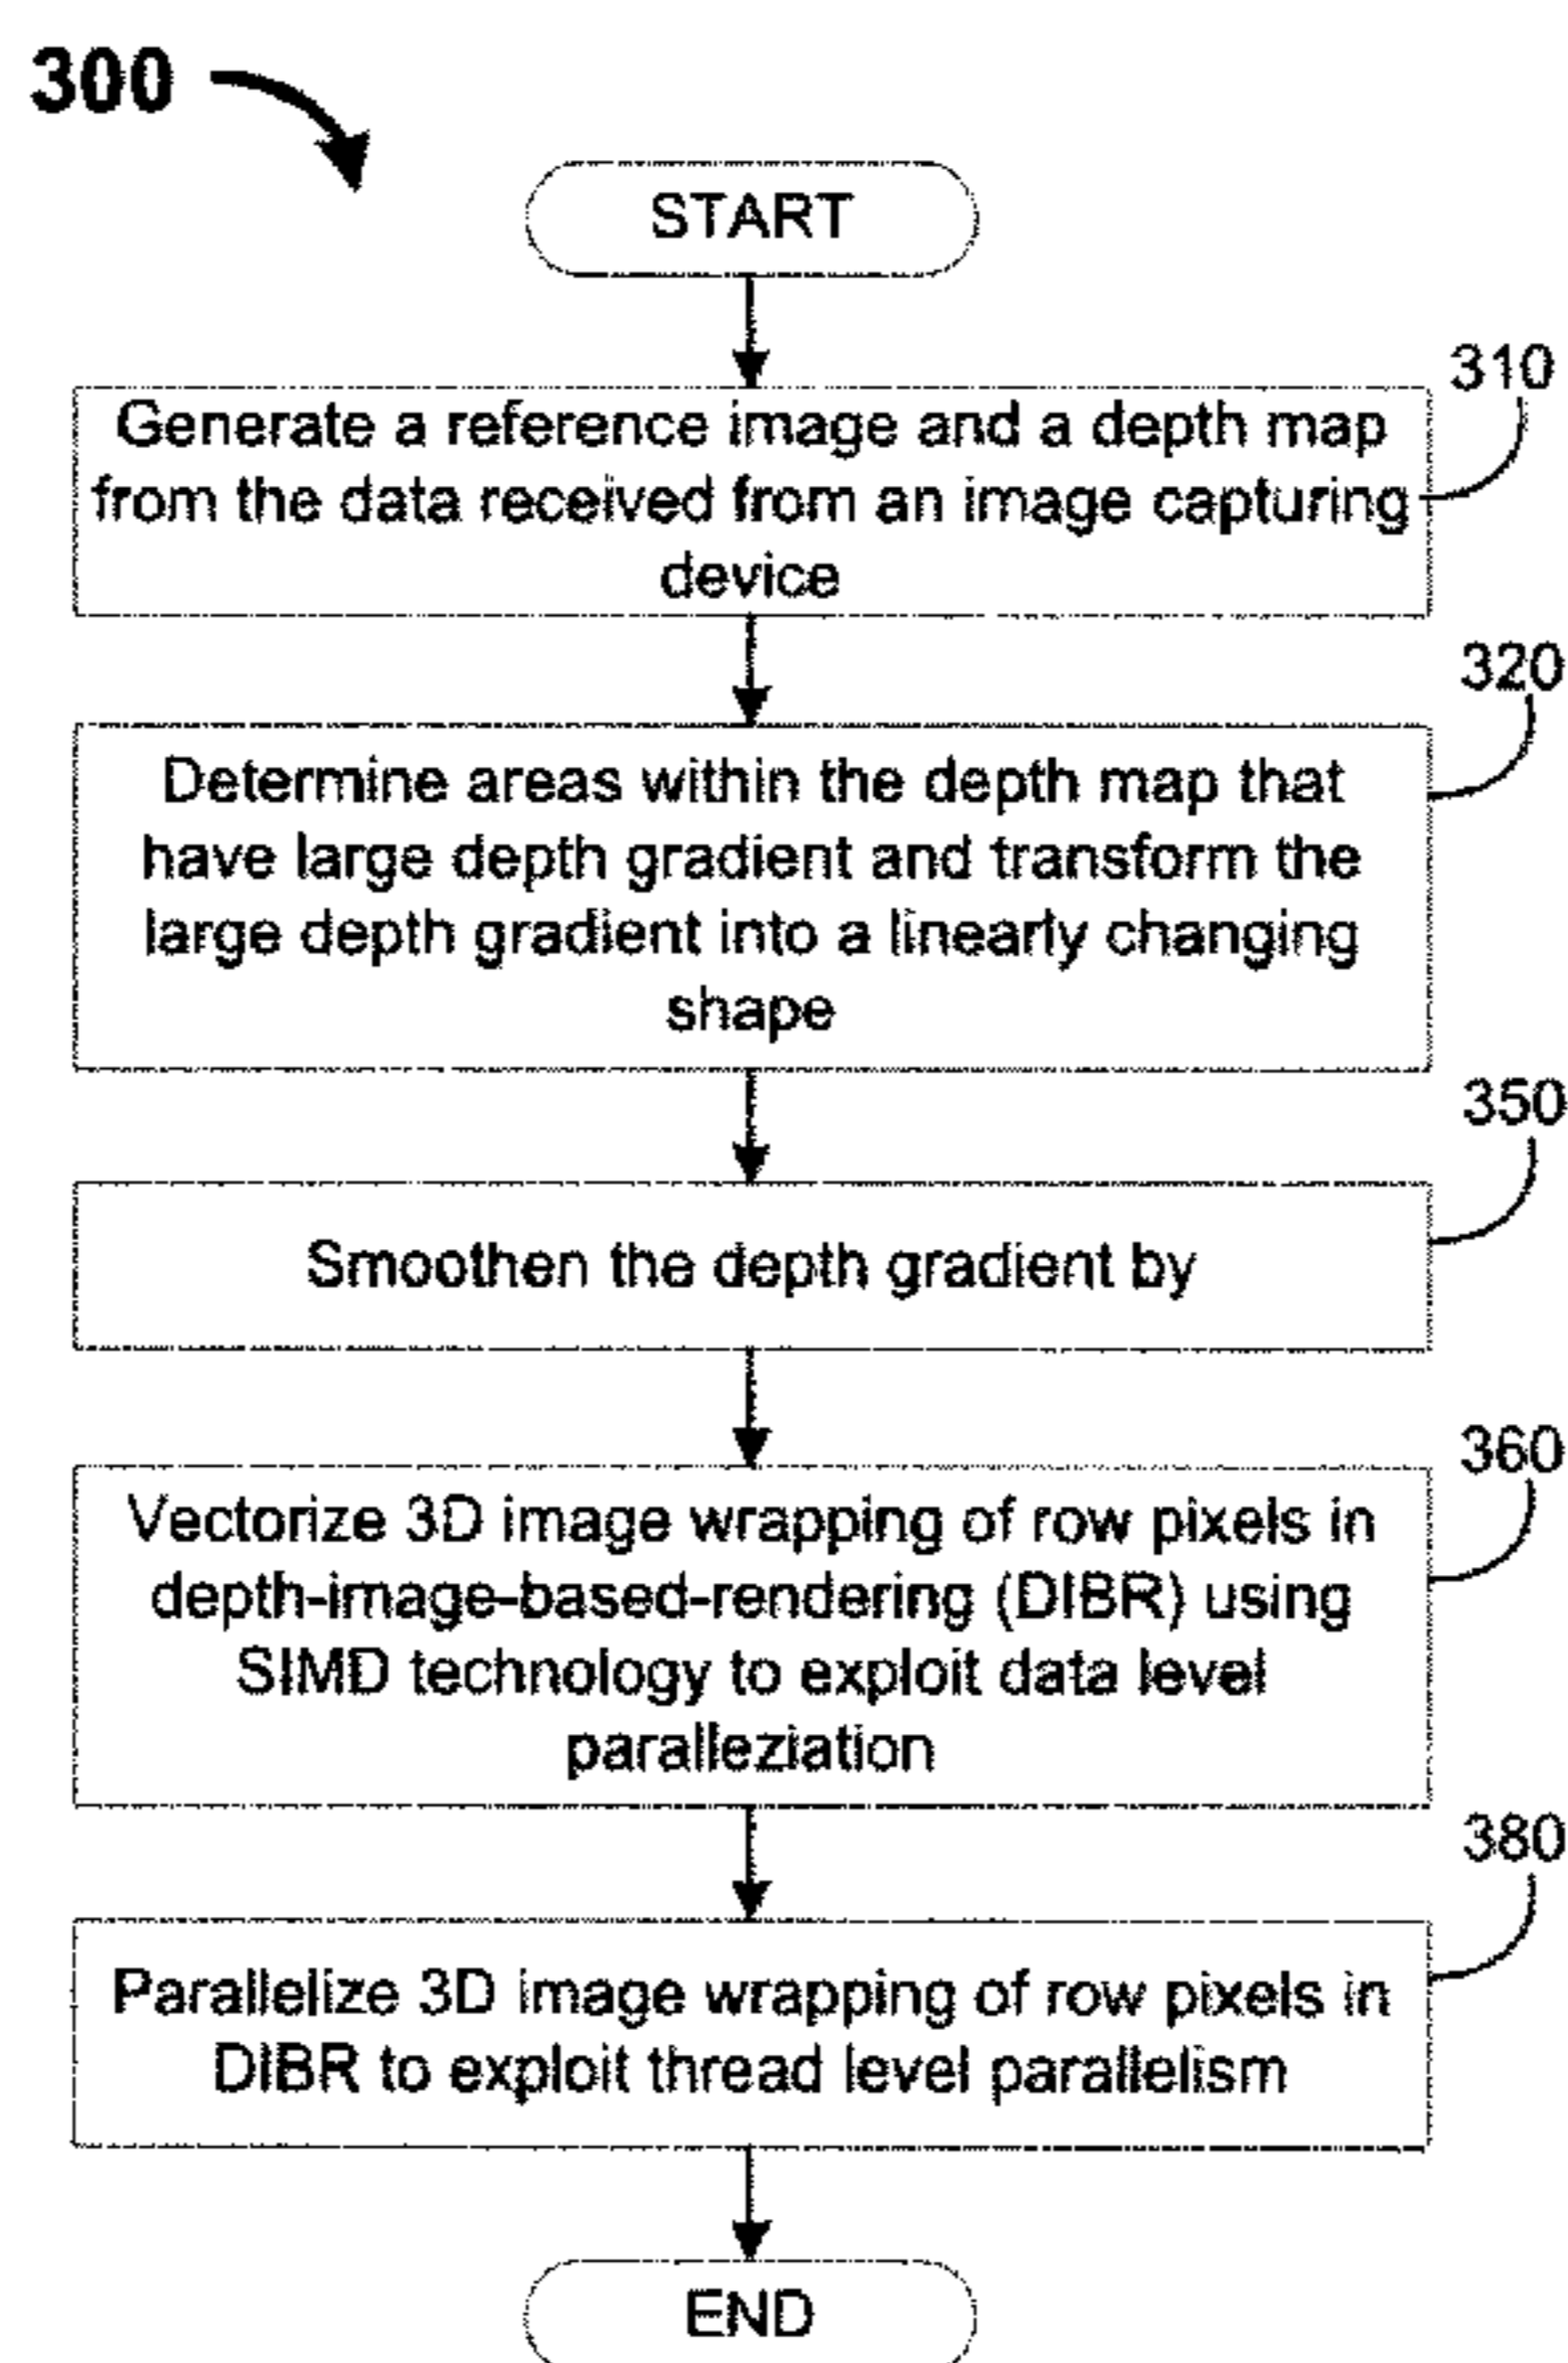 300
START
310
Generate a reference image and a depth map
from the data received from an image capturing
device
320
Determine areas within the depth map that
have large depth gradient and transform the
large depth gradient into a linearly changing
shape
350
Smoothen the depth gradient by
360
Vectorize 3D image wrapping of row pixels in
depth-image-based-rendering (DIBR) using
SIMD technology to exploit data level
paralleziation
380
Parallelize 3D image wrapping of row pixels in
DIBR to exploit thread level parallelism
END